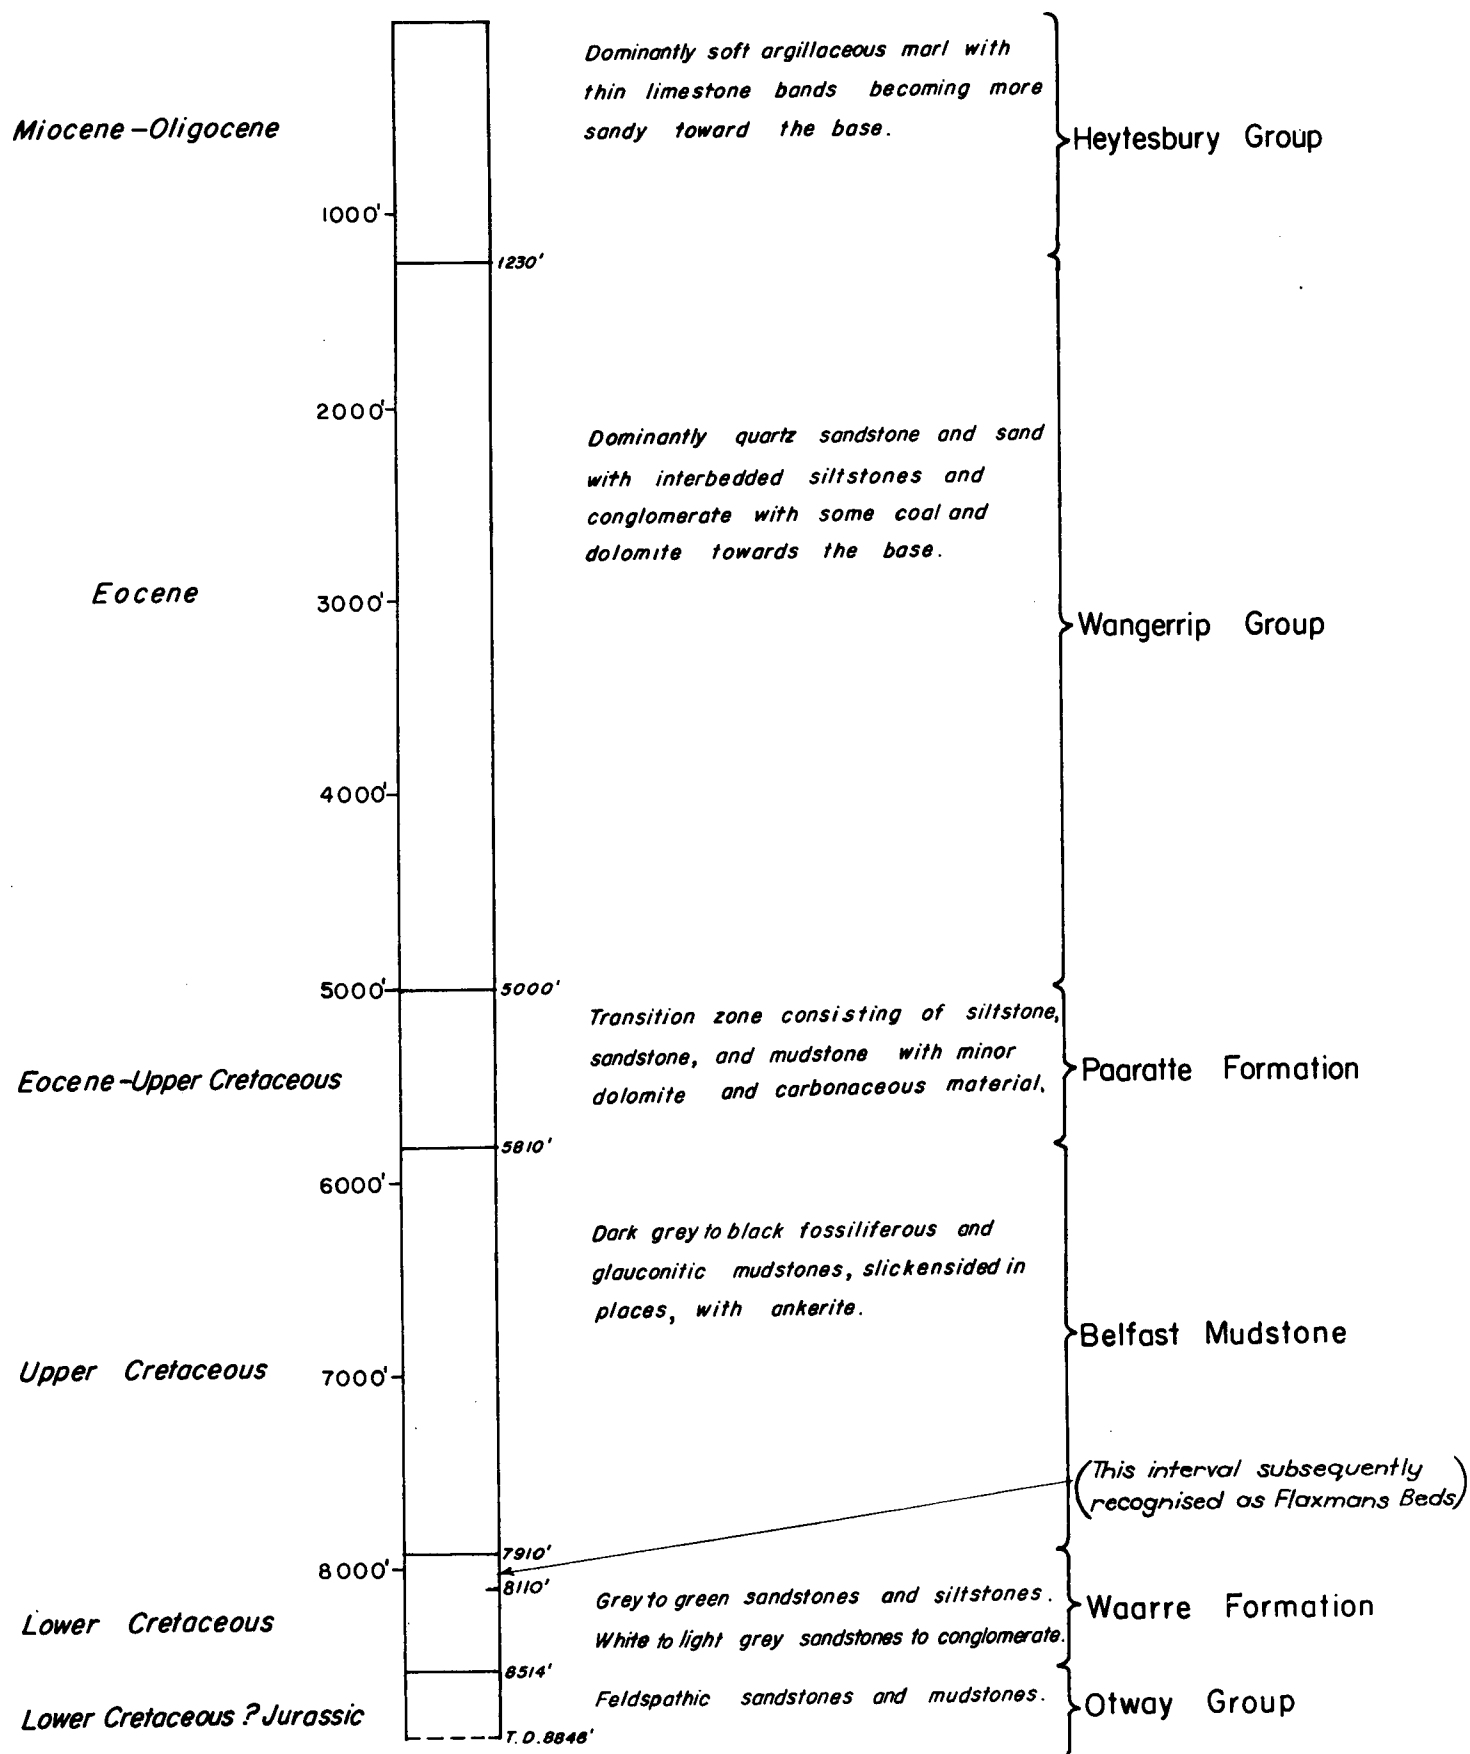 Dominantly soft argillaceous marl with
thin limestone bands becoming more
sandy toward the base.
Miocene-Oligocene
Heytesbury Group
1000'
1230'
2000'
Dominantly quartz sandstone and sand
with interbedded siltstones and
conglomerate with some coal and
dolomite towards the base.
Eocene
3000'
Wangerrip Group
4000'
5000'
5000'
Transition zone consisting of siltstone,
sandstone, and mudstone with minor
dolomite and carbonaceous material.
Eocene-Upper Cretaceous
Paaratte Formation
5810'
6000'
Dark grey to black fossiliferous and
glauconitic mudstones, slickensided in
places, with ankerite.
Belfast Mudstone
Upper Cretaceous
7000'
(This interval subsequently
recognised as Flaxmans Beds)
7910'
8000'
8110'
Grey to green sandstones and siltstones.
White to light grey sandstones to conglomerate.
Lower Cretaceous
Waarre Formation
8514'
Feldspathic sandstones and mudstones.
Lower Cretaceous ? Jurassic
Otway Group
T.D. 8846'